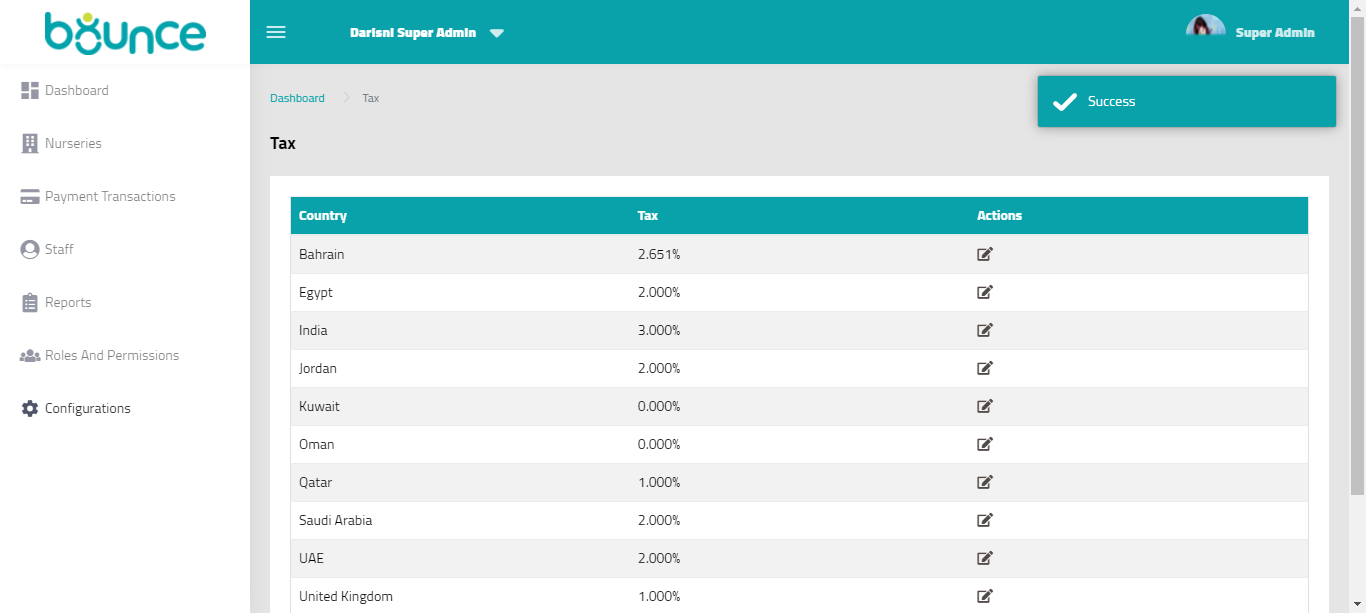 bounce
Darisni Super Admin
Super Admin
Dashboard
Nurseries
Payment Transactions
Staff
Reports
Roles And Permissions
Configurations
Dashboard > Tax
Success
Tax
Country Tax Actions
Bahrain 2.651%
Egypt 2.000%
India 3.000%
Jordan 2.000%
Kuwait 0.000%
Oman 0.000%
Qatar 1.000%
Saudi Arabia 2.000%
UAE 2.000%
United Kingdom 1.000%